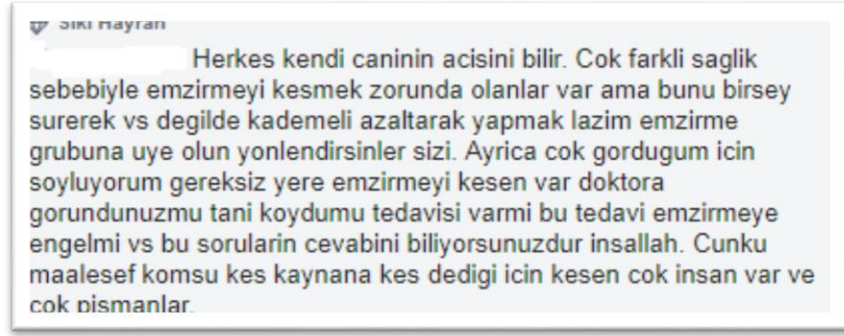 Siki Hayran
Herkes kendi caninin acisini bilir. Cok farkli saglik
sebebiyle emzirmeyi kesmek zorunda olanlar var ama bunu birsey
surerek vs degilde kademeli azaltarak yapmak lazim emzirme
grubuna uye olun yonlendirsinler sizi. Ayrica cok gordugum icin
soyluyorum gereksiz yere emzirmeyi kesen var doktora
gorundunuzmu tani koydumu tedavisi varmi bu tedavi emzirmeye
engelmi vs bu sorularin cevabini biliyorsunuzdur insallah. Cunku
maalesef komsu kes kaynana kes dedigi icin kesen cok insan var ve
cok pismanlar.